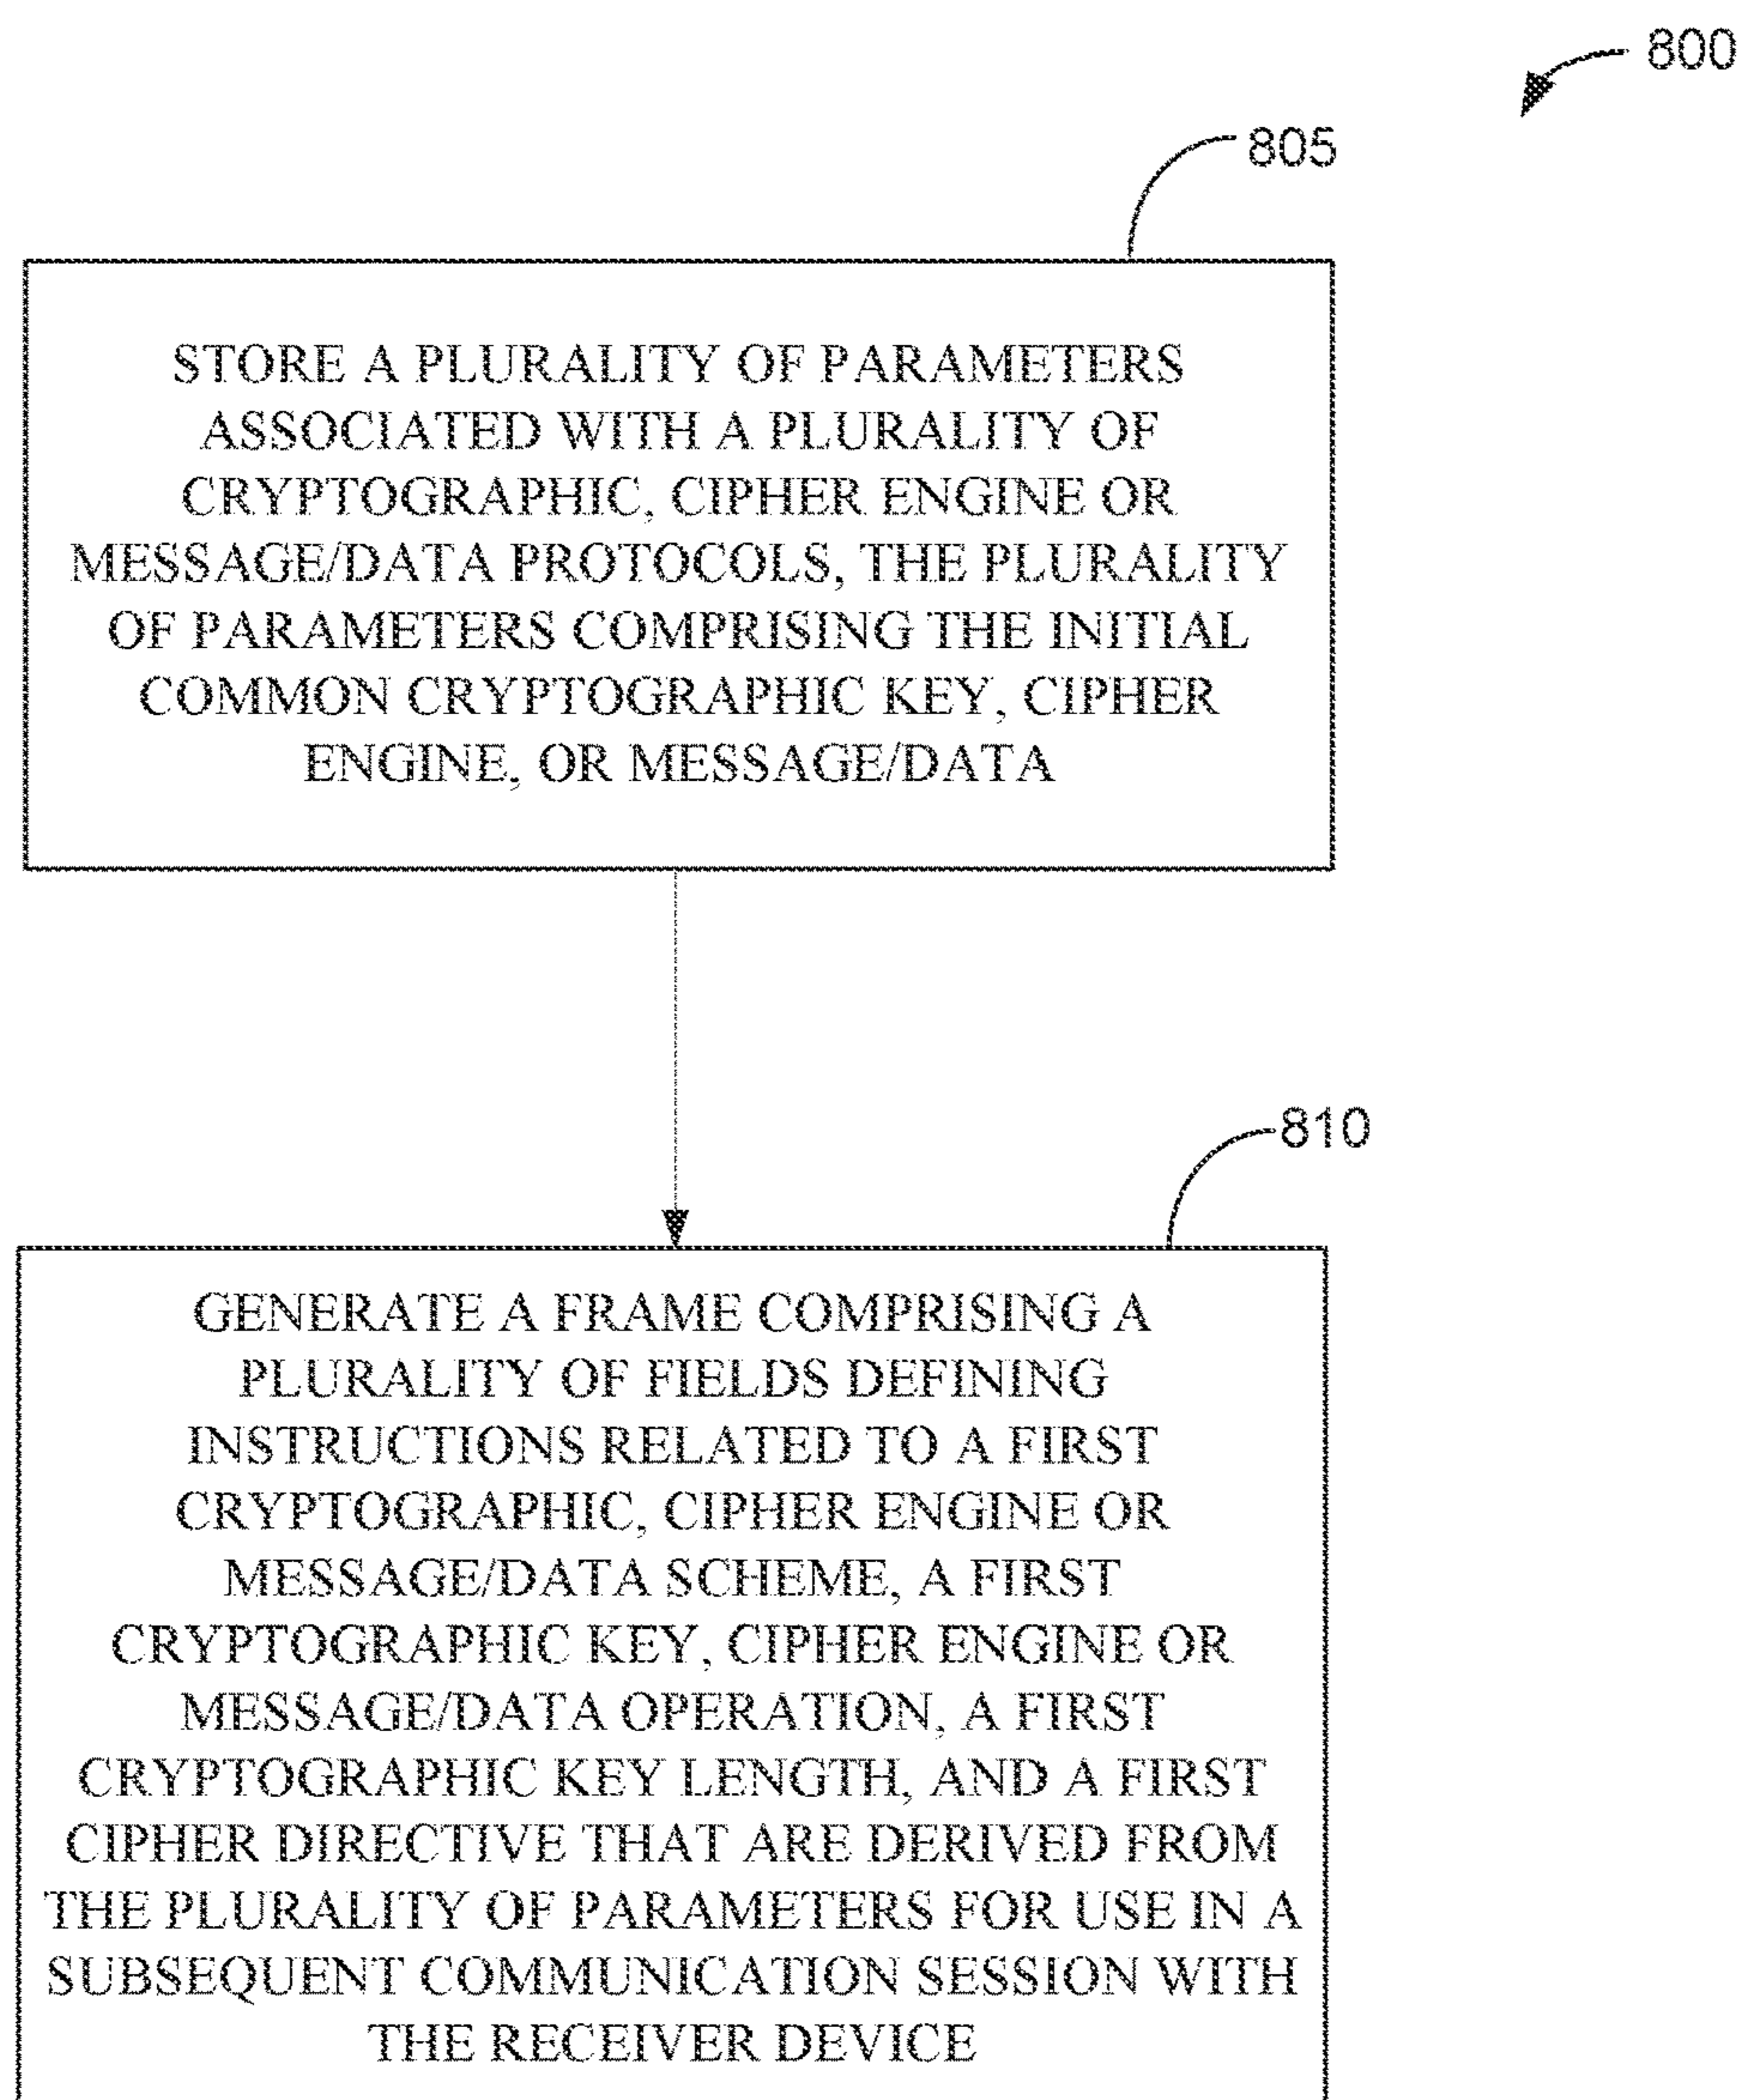 800
805
STORE A PLURALITY OF PARAMETERS
ASSOCIATED WITH A PLURALITY OF
CRYPTOGRAPHIC, CIPHER ENGINE OR
MESSAGE/DATA PROTOCOLS, THE PLURALITY
OF PARAMETERS COMPRISING THE INITIAL
COMMON CRYPTOGRAPHIC KEY, CIPHER
ENGINE, OR MESSAGE/DATA
810
GENERATE A FRAME COMPRISING A
PLURALITY OF FIELDS DEFINING
INSTRUCTIONS RELATED TO A FIRST
CRYPTOGRAPHIC, CIPHER ENGINE OR
MESSAGE/DATA SCHEME, A FIRST
CRYPTOGRAPHIC KEY, CIPHER ENGINE OR
MESSAGE/DATA OPERATION, A FIRST
CRYPTOGRAPHIC KEY LENGTH, AND A FIRST
CIPHER DIRECTIVE THAT ARE DERIVED FROM
THE PLURALITY OF PARAMETERS FOR USE IN A
SUBSEQUENT COMMUNICATION SESSION WITH
THE RECEIVER DEVICE